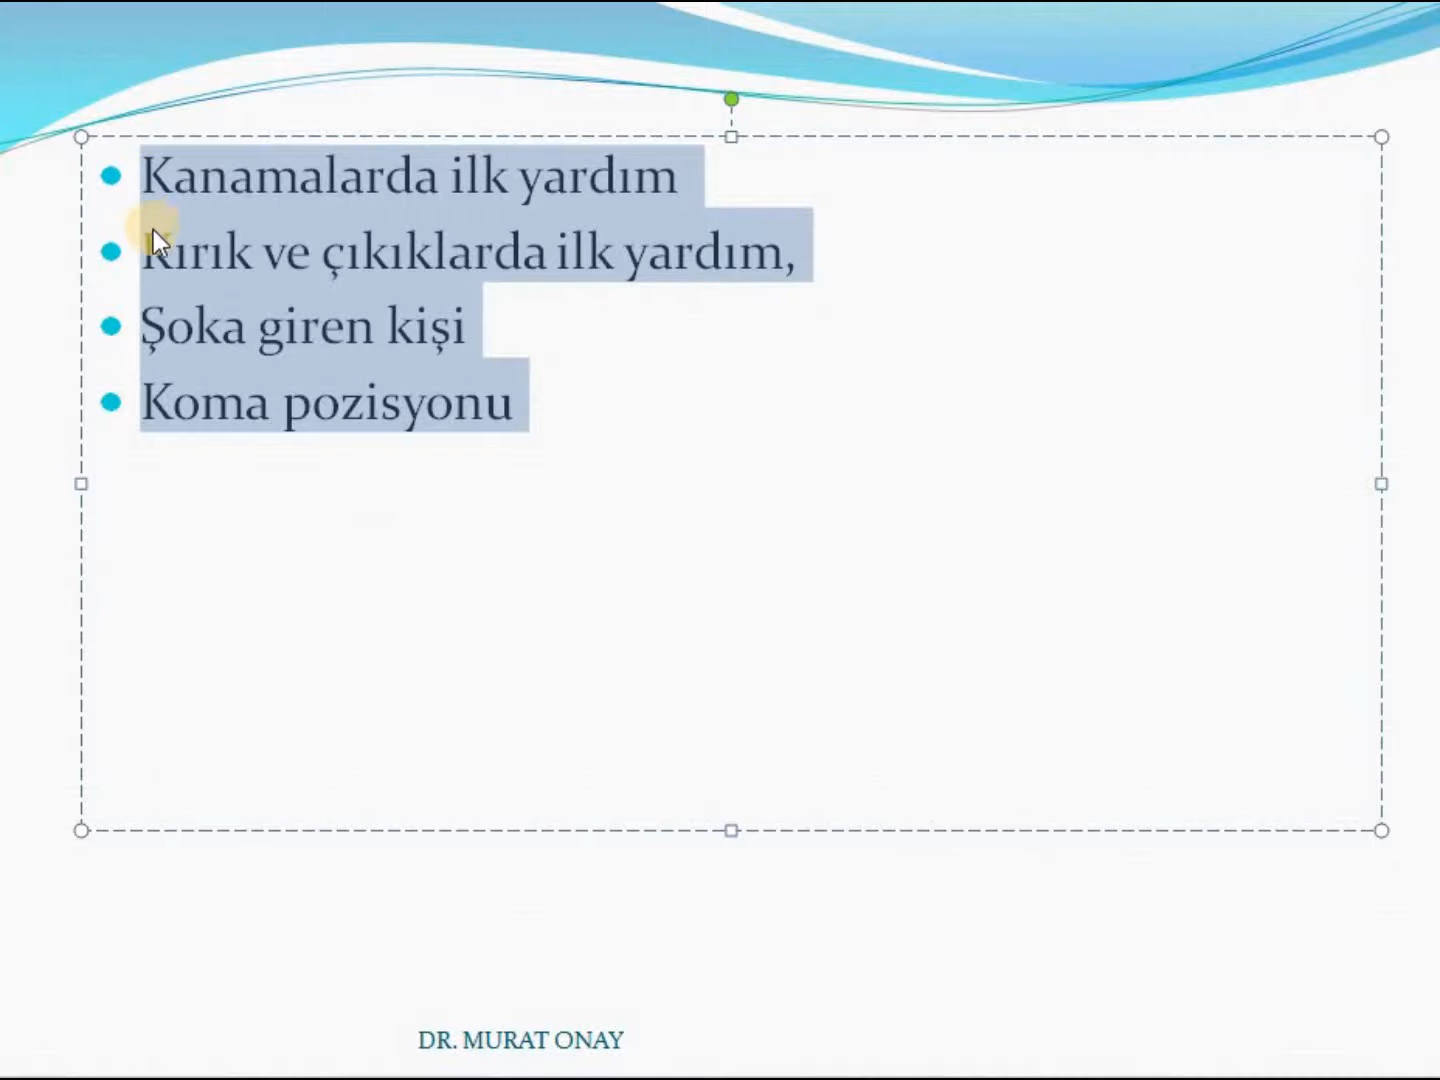 Kanamalarda ilk yardım
Kırık ve çıkıklarda ilk yardım,
Şoka giren kişi
Koma pozisyonu
DR. MURAT ONAY